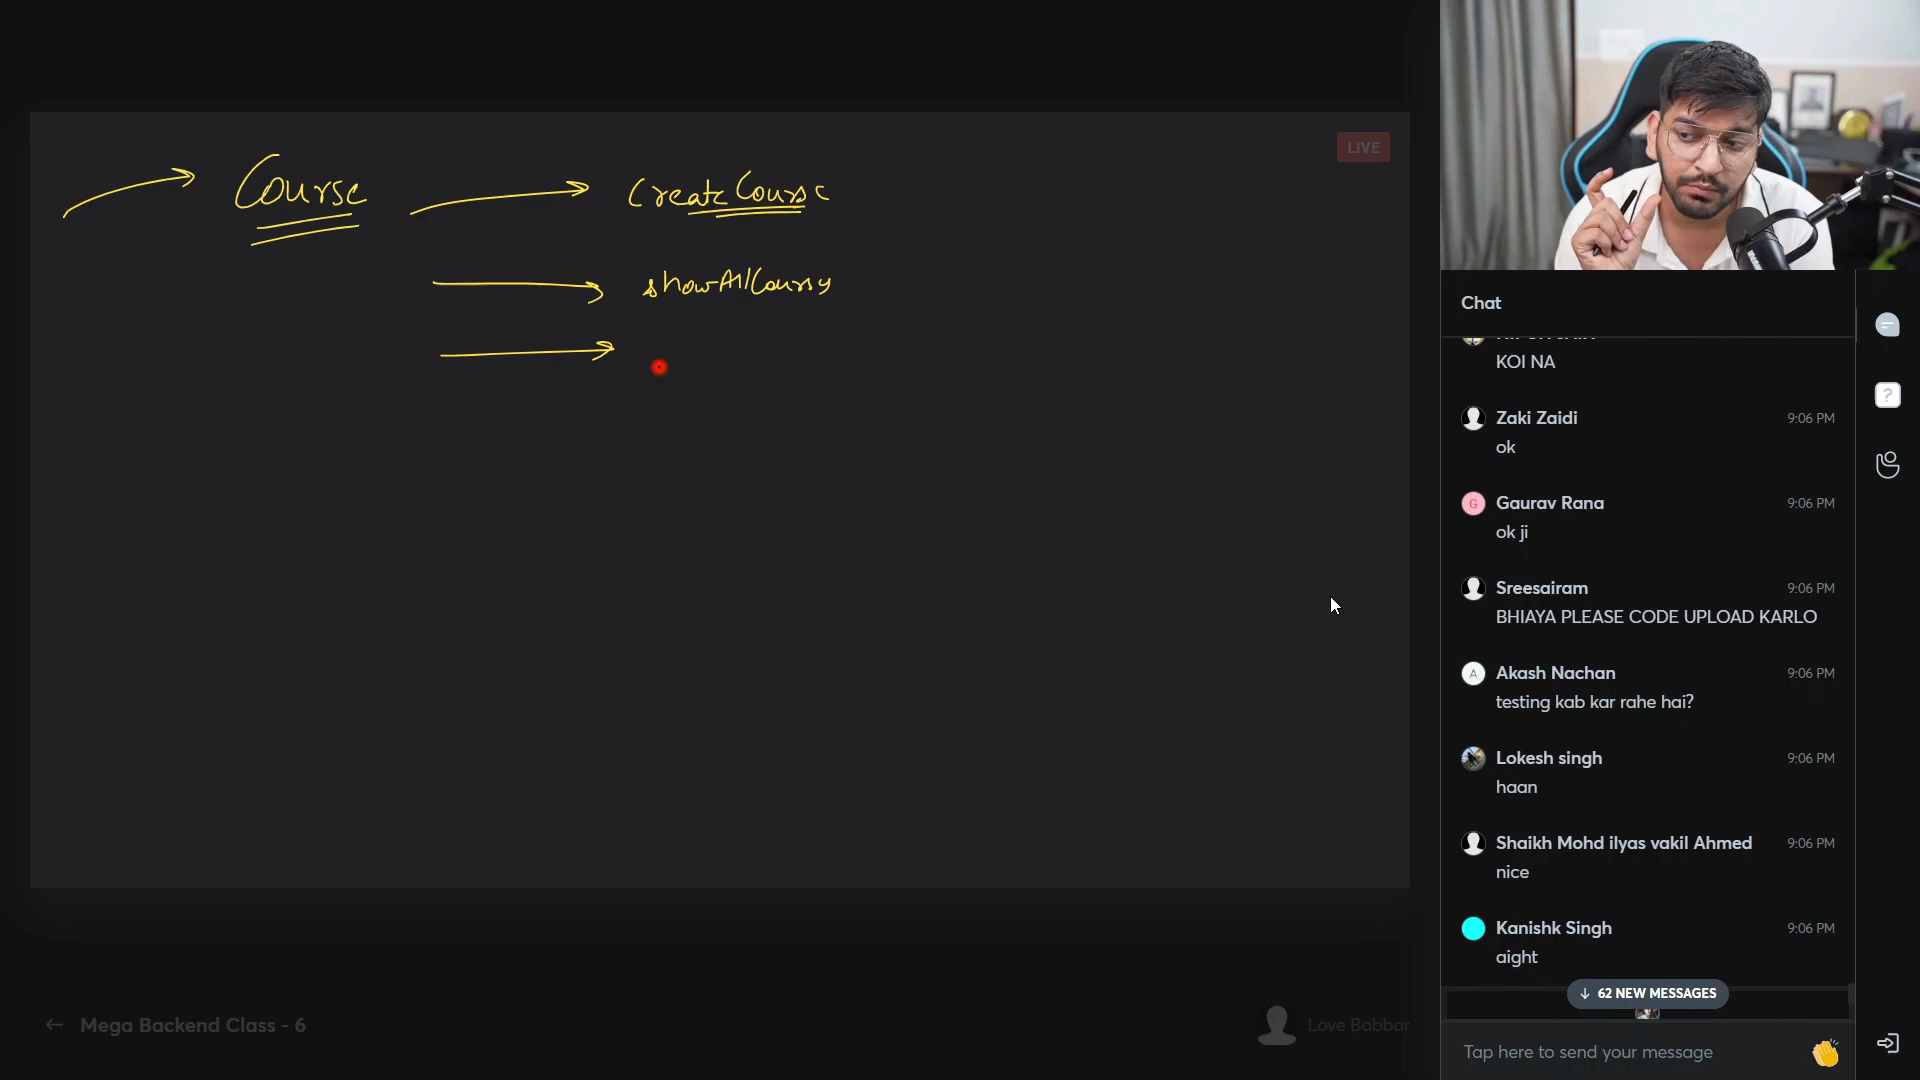 LIVE
Course
CreateCourse
showAllCourses
Chat
KOI NA
Zaki Zaidi 9:06 PM
ok
Gaurav Rana 9:06 PM
ok ji
Sreesairam 9:06 PM
BHIAYA PLEASE CODE UPLOAD KARLO
Akash Nachan 9:06 PM
testing kab kar rahe hai?
Lokesh singh 9:06 PM
haan
Shaikh Mohd ilyas vakil Ahmed 9:06 PM
nice
Kanishk Singh 9:06 PM
aight
62 NEW MESSAGES
Tap here to send your message
Mega Backend Class - 6
Love Babbar